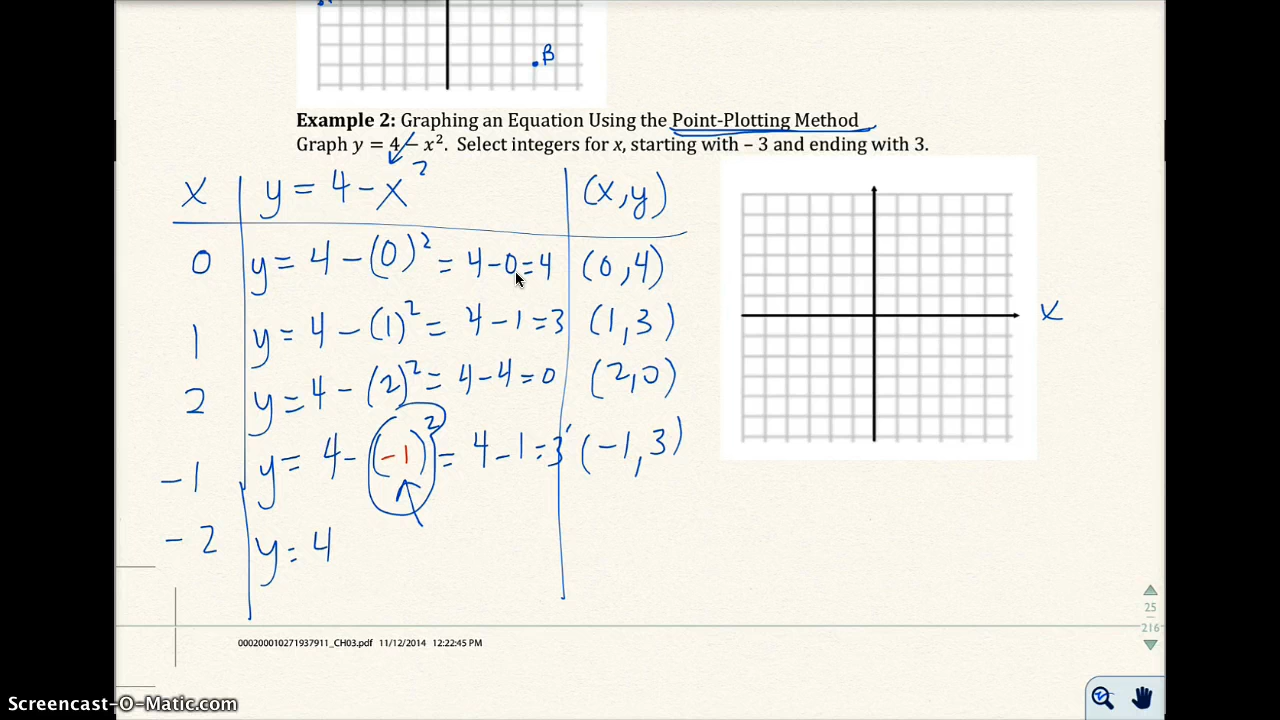 B
Example 2: Graphing an Equation Using the Point-Plotting Method
Graph y = 4 − x². Select integers for x, starting with – 3 and ending with 3.
x y = 4 - x² (x,y)
0 y = 4 - (0)² = 4-0=4 (0,4)
1 y = 4 - (1)² = 4-1=3 (1,3)
2 y = 4 - (2)² = 4-4=0 (2,0)
-1 y = 4 - (-1)² = 4-1=3 (-1,3)
-2 y = 4
x
000200010271937911_CH03.pdf 11/12/2014 12:22:45 PM
25
216
Screencast-O-Matic.com